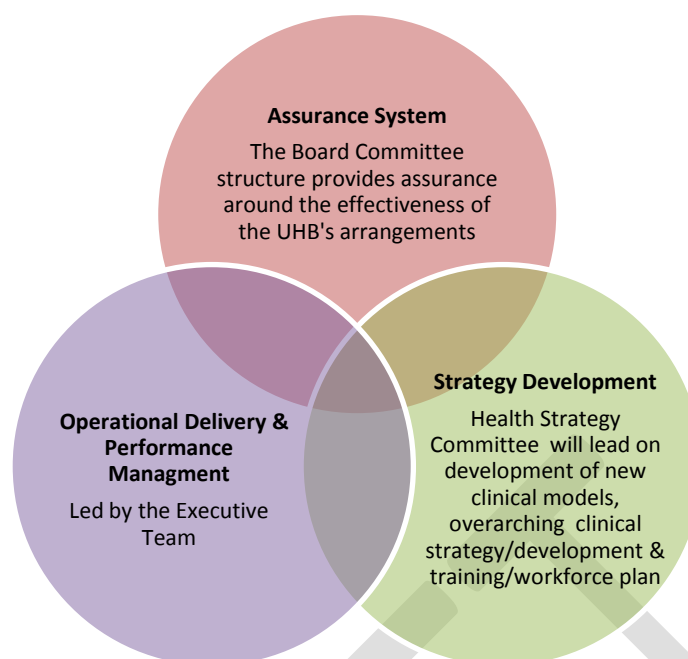 Assurance System
The Board Committee
structure provides assurance
around the effectiveness of
the UHB's arrangements
Operational Delivery &
Performance
Managment
Led by the Executive
Team
Strategy Development
Health Strategy
Committee will lead on
development of new
clinical models,
overarching clinical
strategy/development &
training/workforce plan